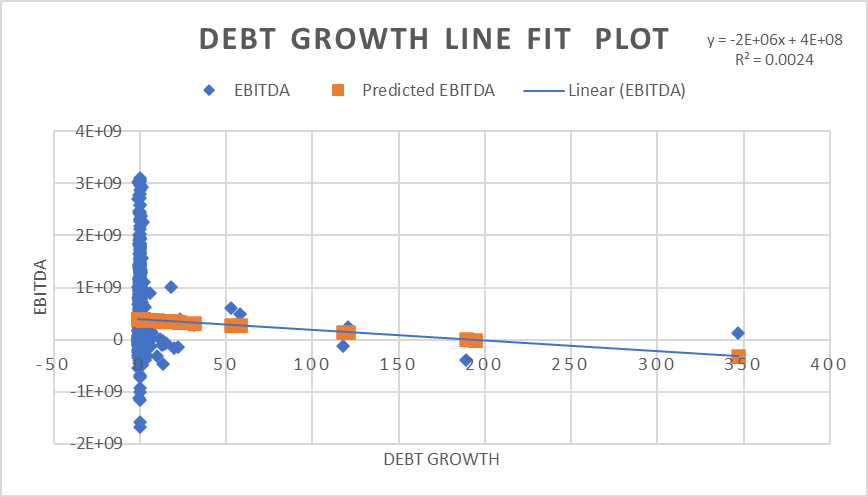 DEBT GROWTH LINE FIT PLOT
y = -2E+06x + 4E+08
R² = 0.0024
EBITDA Predicted EBITDA Linear (EBITDA)
4E+09
3E+09
2E+09
1E+09
0
-1E+09
-2E+09
EBITDA
-50 0 50 100 150 200 250 300 350 400
DEBT GROWTH